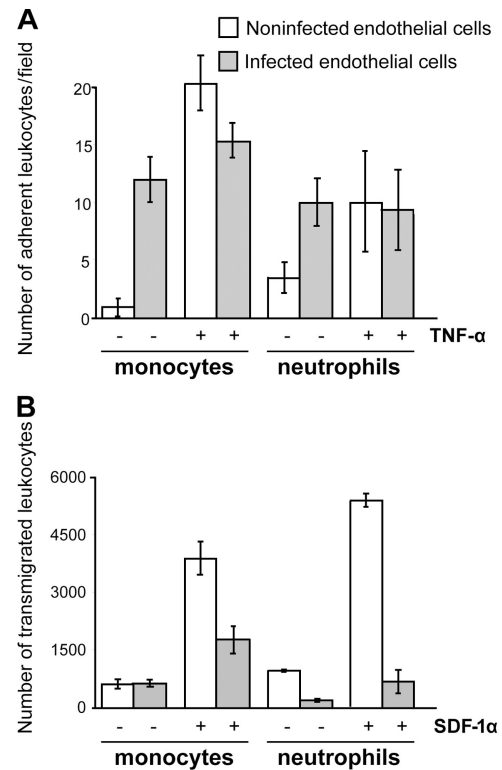 A
Noninfected endothelial cells
Infected endothelial cells
Number of adherent leukocytes/field
20
15
10
5
0
- - + + - - + + TNF-α
monocytes neutrophils
B
Number of transmigrated leukocytes
6000
4500
3000
1500
0
- - + + - - + + SDF-1α
monocytes neutrophils